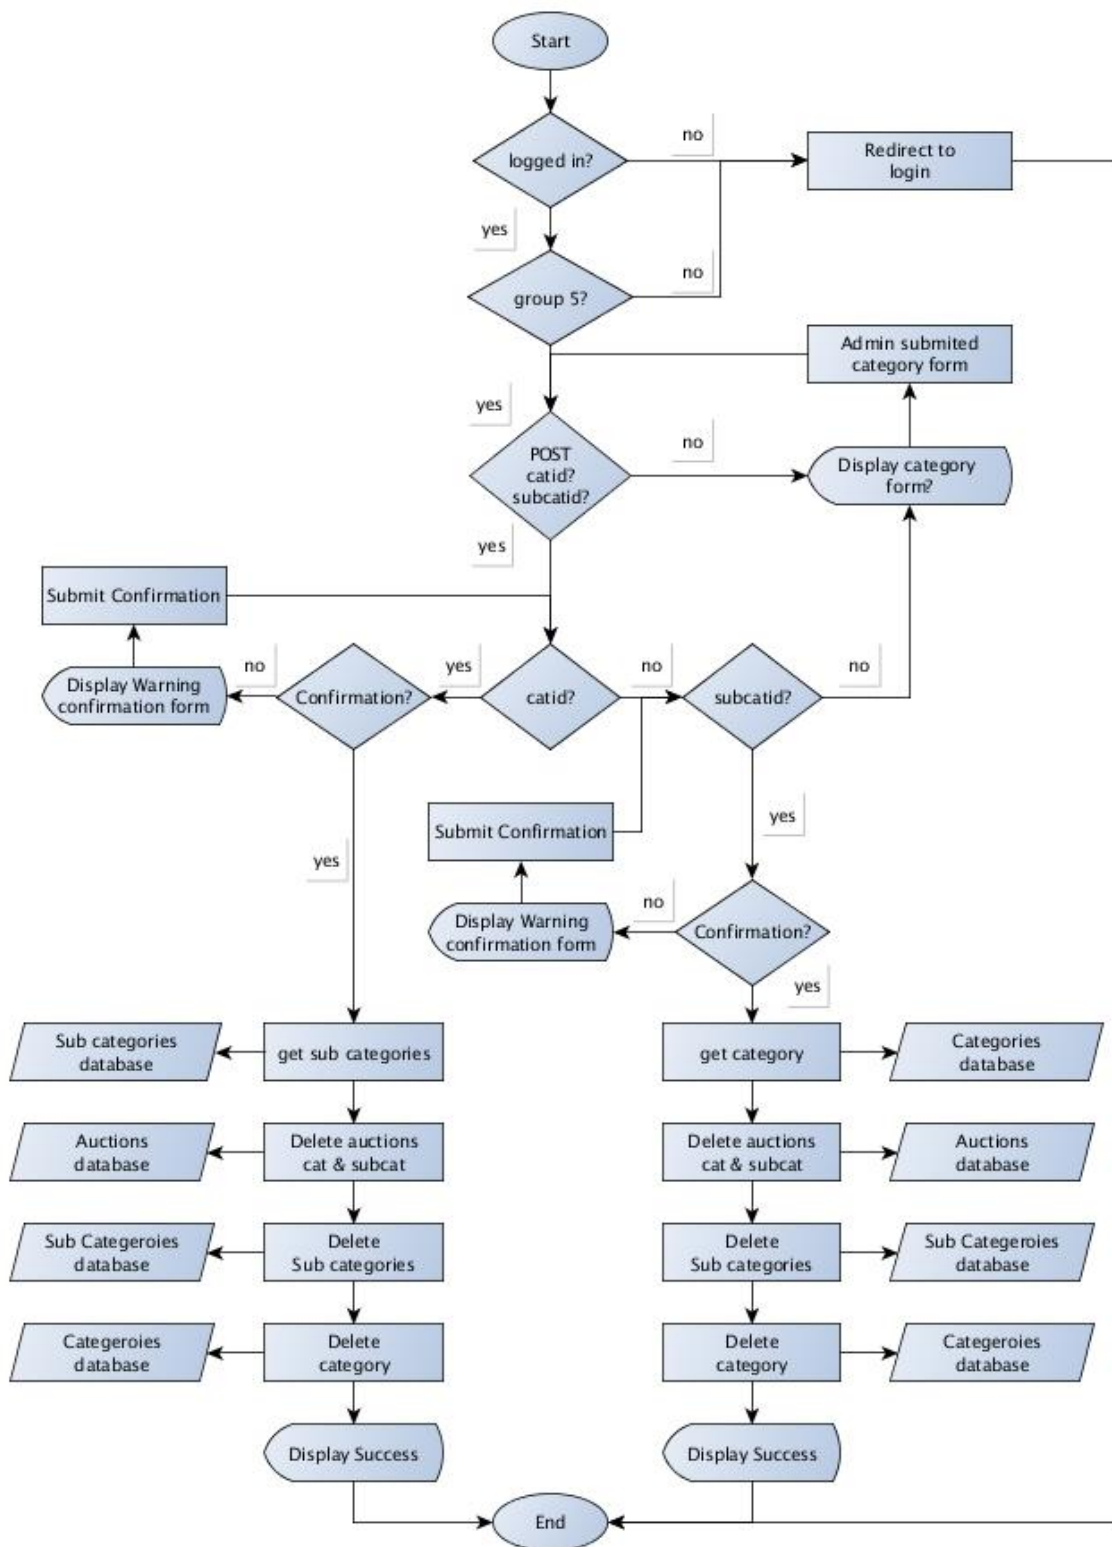 Start
logged in?
no
Redirect to
login
yes
group 5?
no
Admin submited
category form
yes
POST
catid?
subcatid?
no
Display category
form?
yes
Submit Confirmation
Display Warning
confirmation form
no
Confirmation?
yes
catid?
no
subcatid?
no
yes
Submit Confirmation
yes
Display Warning
confirmation form
no
Confirmation?
yes
Sub categories
database
get sub categories
get category
Categories
database
Auctions
database
Delete auctions
cat & subcat
Delete auctions
cat & subcat
Auctions
database
Sub Categeroies
database
Delete
Sub categories
Delete
Sub categories
Sub Categeroies
database
Categeroies
database
Delete
category
Delete
category
Categeroies
database
Display Success
Display Success
End